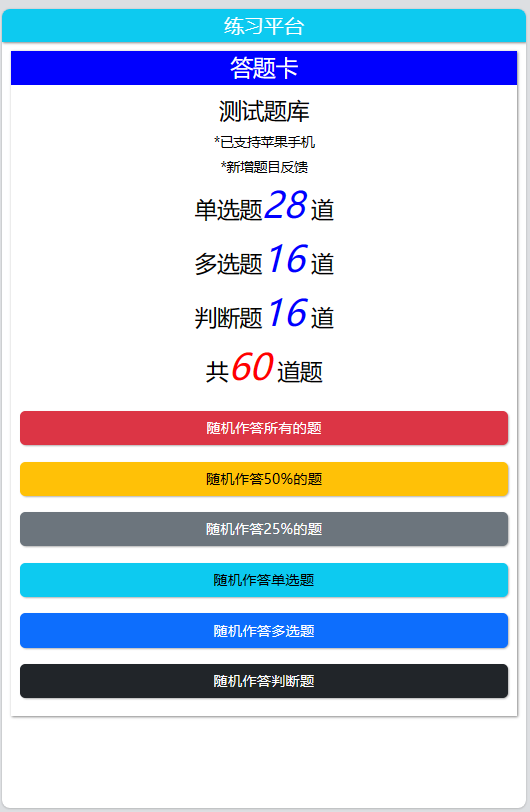 练习平台
答题卡
测试题库
*已支持苹果手机
*新增题目反馈
单选题28 道
多选题16 道
判断题16 道
共60 道题
随机作答所有的题
随机作答50%的题
随机作答25%的题
随机作答单选题
随机作答多选题
随机作答判断题